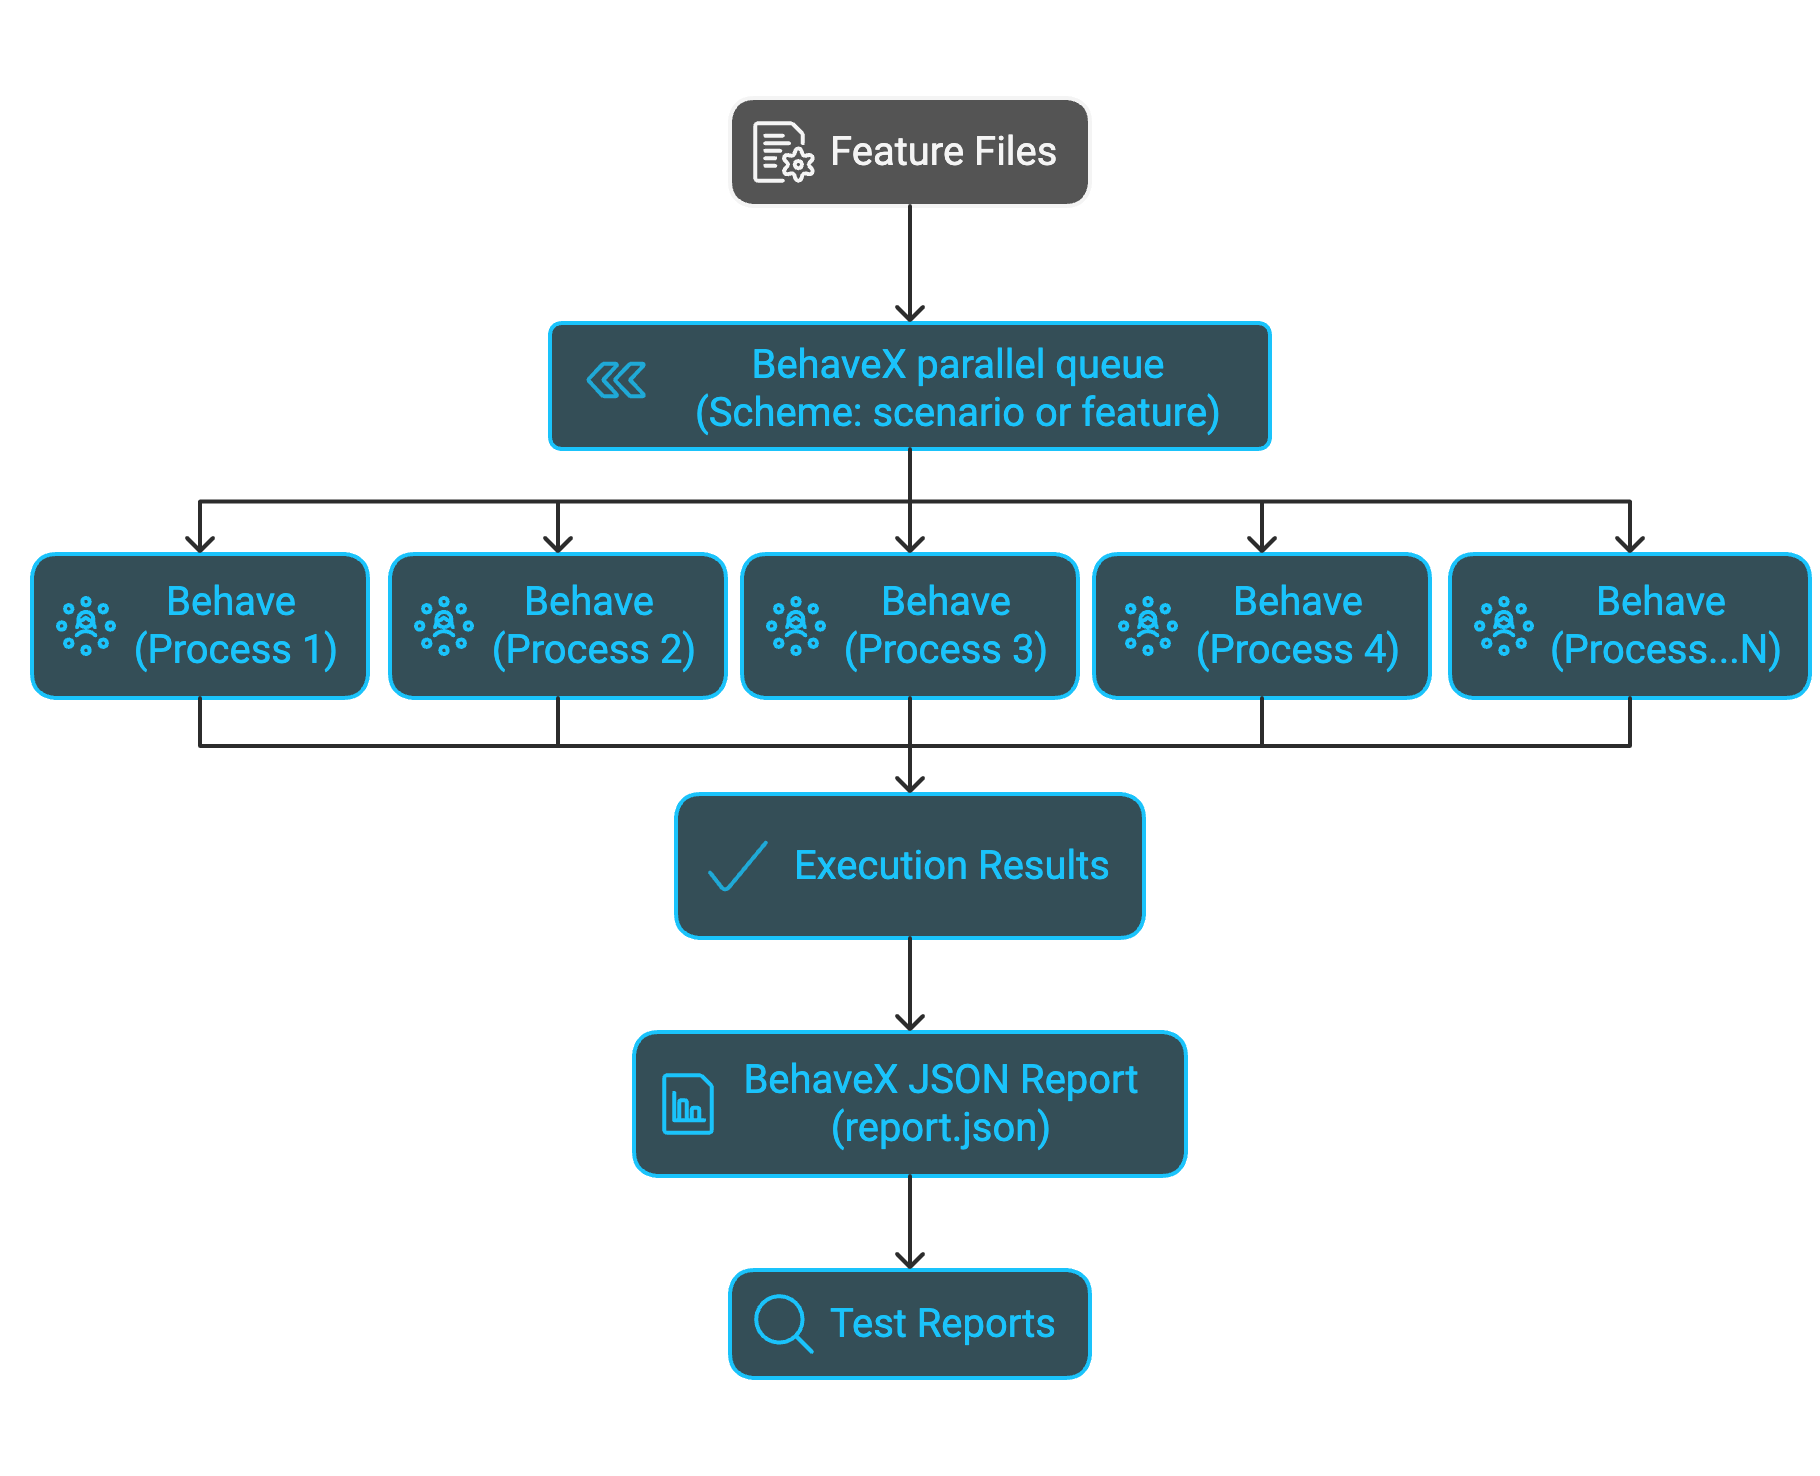 Feature Files
BehaveX parallel queue
(Scheme: scenario or feature)
Behave
(Process 1)
Behave
(Process 2)
Behave
(Process 3)
Behave
(Process 4)
Behave
(Process...N)
Execution Results
BehaveX JSON Report
(report.json)
Test Reports